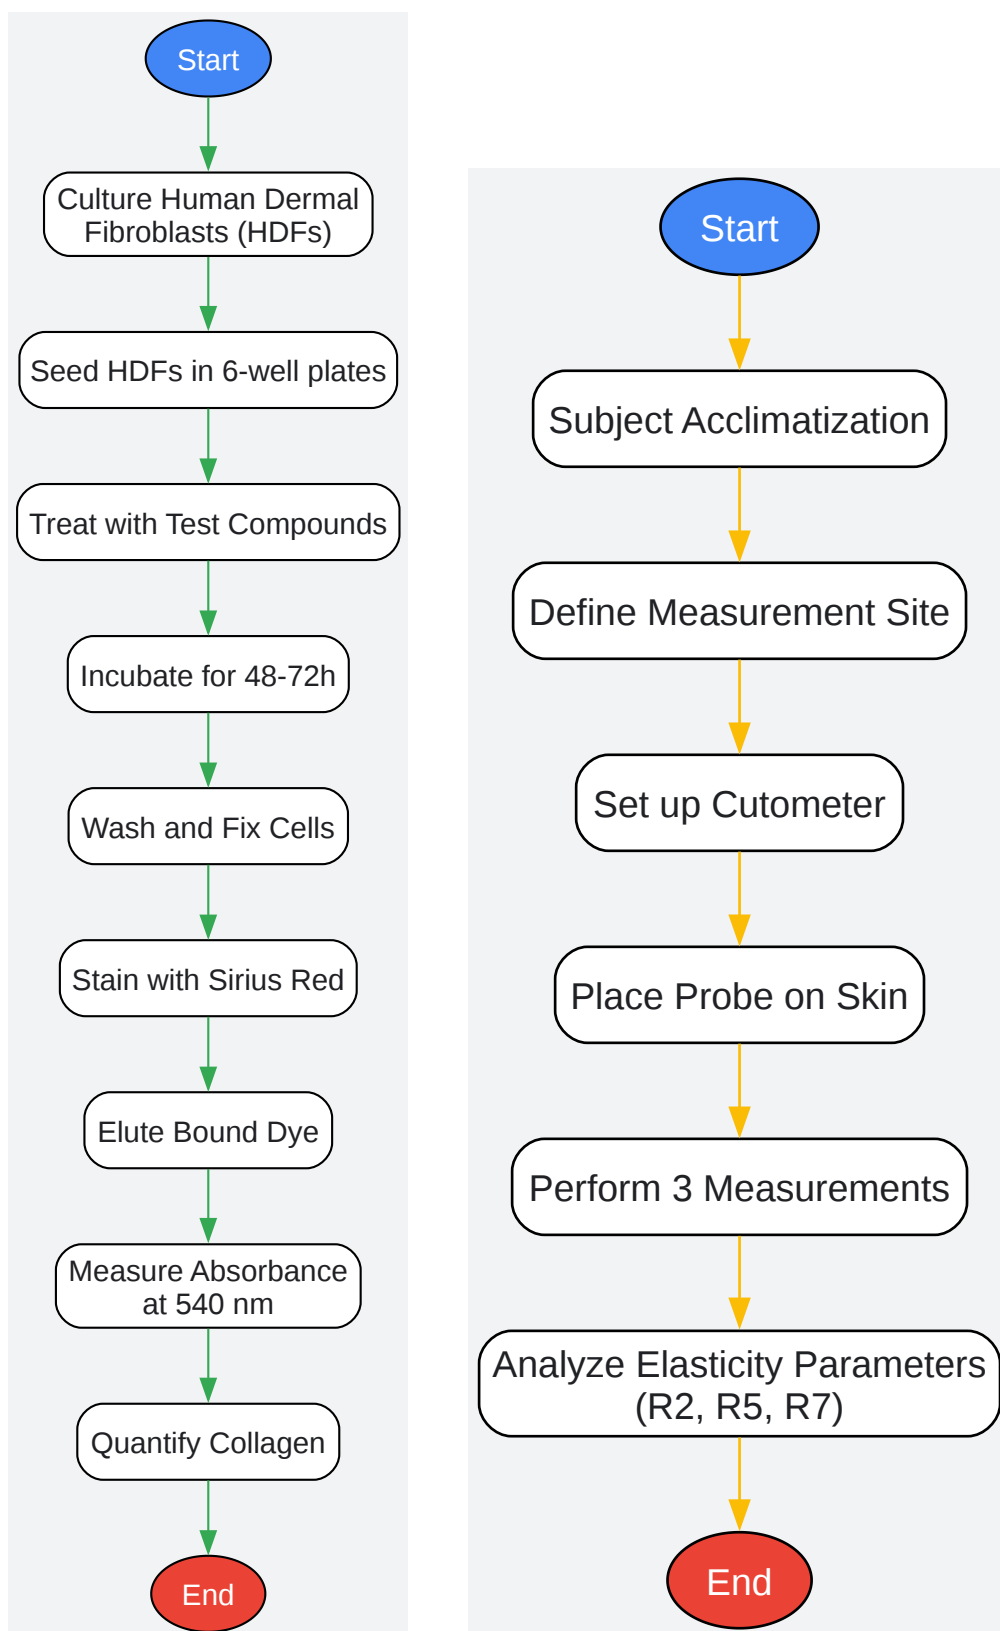 Start
Culture Human Dermal
Fibroblasts (HDFs)
Seed HDFs in 6-well plates
Treat with Test Compounds
Incubate for 48-72h
Wash and Fix Cells
Stain with Sirius Red
Elute Bound Dye
Measure Absorbance
at 540 nm
Quantify Collagen
End
Start
Subject Acclimatization
Define Measurement Site
Set up Cutometer
Place Probe on Skin
Perform 3 Measurements
Analyze Elasticity Parameters
(R2, R5, R7)
End